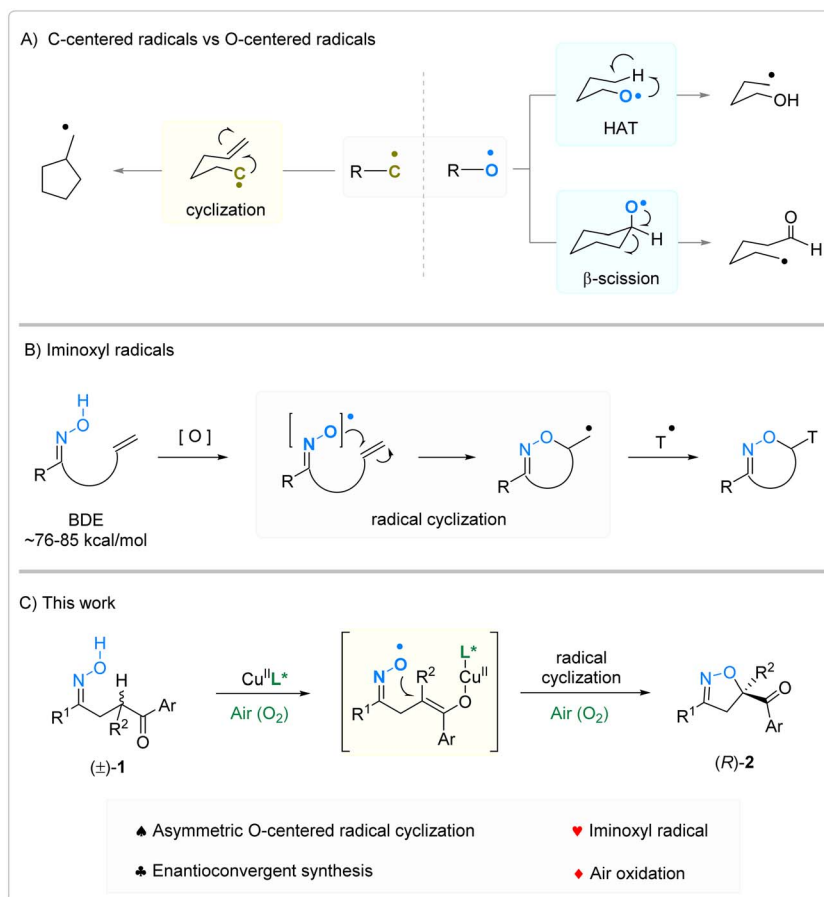 A) C-centered radicals vs O-centered radicals
H
O•
HAT
OH
C
cyclization
R—C
R—O
O•
H
β-scission
O
H
B) Iminoxyl radicals
H
O
N
R
BDE
~76-85 kcal/mol
[ O ]
[N-O]•
R
radical cyclization
N-O
R
T•
N-O
T
R
C) This work
H
O
N
H
R1
R2
O
Ar
(±)-1
CuIIL*
Air (O2)
N-O
R1
R2
L*
CuII
O
Ar
radical
cyclization
Air (O2)
N-O
R2
R1
O
Ar
(R)-2
♠ Asymmetric O-centered radical cyclization
♥ Iminoxyl radical
♣ Enantioconvergent synthesis
♦ Air oxidation